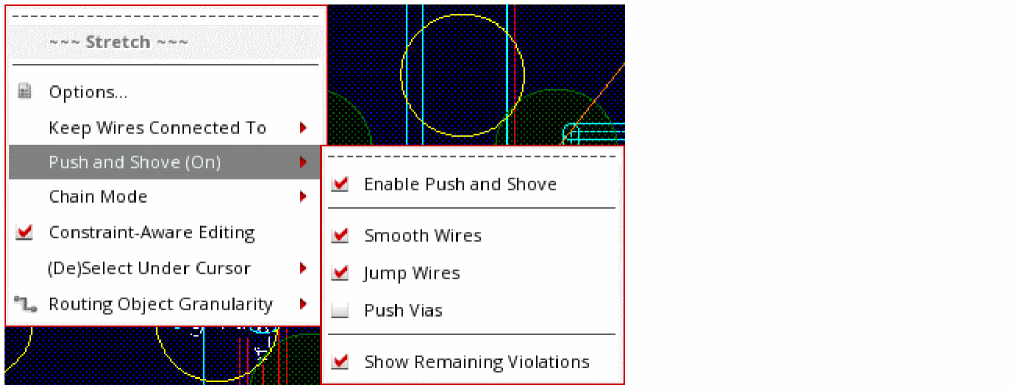 ~~~ Stretch ~~~
Options...
Keep Wires Connected To
Push and Shove (On)
Chain Mode
Constraint-Aware Editing
(De)Select Under Cursor
Routing Object Granularity
Enable Push and Shove
Smooth Wires
Jump Wires
Push Vias
Show Remaining Violations